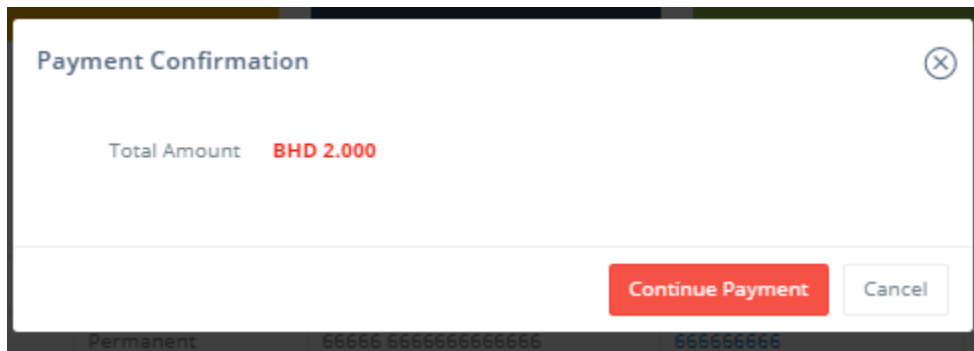 Payment Confirmation
Total Amount BHD 2.000
Continue Payment Cancel
Permanent 66666 6666666666666 666666666